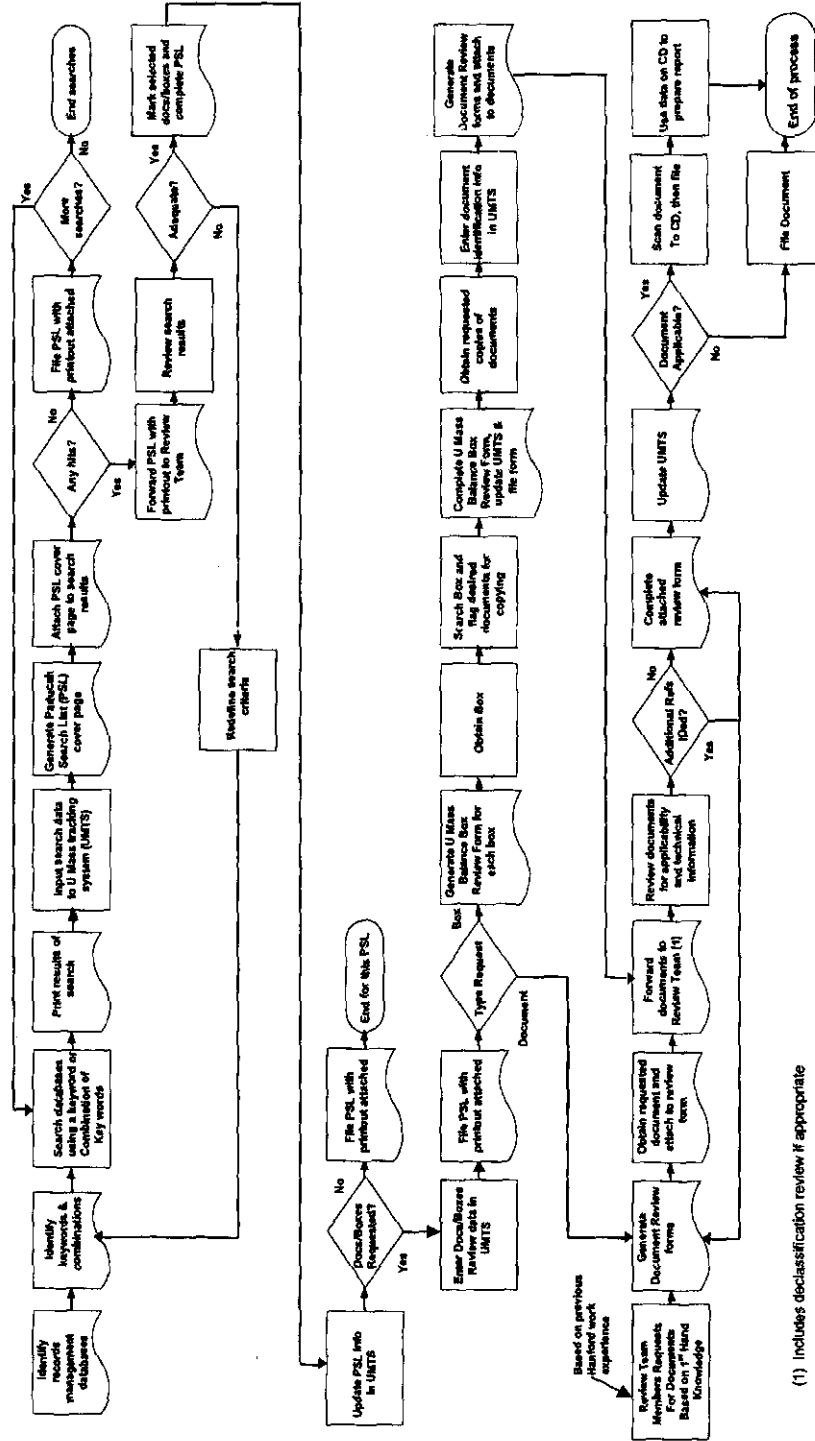 Identify
records
management
databases
Identify
keywords &
combinations
Search databases
using a keyword or
Combination of
Key words
Print results of
search
Input search data
to U Mass tracking
system (UMTS)
Generate Paducah
Search List (PSL)
cover page
Attach PSL cover
page to search
results
Any hits?
No
Yes
File PSL with
printout attached
More
searches?
Yes
No
End searches
Forward PSL with
printout to Review
Team
Review search
results
Adequate?
Yes
No
Mark selected
docs/boxes and
complete PSL
Redefine search
criteria
Update PSL info
in UMTS
Docs/Boxes
Requested?
No
Yes
File PSL with
printout attached
End for this PSL
Enter Docs/Boxes
Review data in
UMTS
File PSL with
printout attached
Type Request
Box
Document
Generate U Mass
Balance Box
Review Form for
each box
Obtain Box
Search Box and
flag desired
documents for
copying
Complete U Mass
Balance Box
Review Form,
update UMTS &
file form
Obtain requested
copies of
documents
Enter document
identification info
in UMTS
Generate
Document Review
forms and attach
to documents
Based on previous
Hanford work
experience
Review Team
Members Requests
For Documents
Based on 1st Hand
Knowledge
Generate
Document Review
forms
Obtain requested
document and
attach to review
form
Forward
documents to
Review Team (1)
Review documents
for applicability
and technical
information
Additional Refs
IDed?
No
Yes
Complete
attached
review form
Update UMTS
Document
Applicable?
Yes
No
Scan document
To CD, then file
Use data on CD to
prepare report
File Document
End of process
(1) Includes declassification review if appropriate